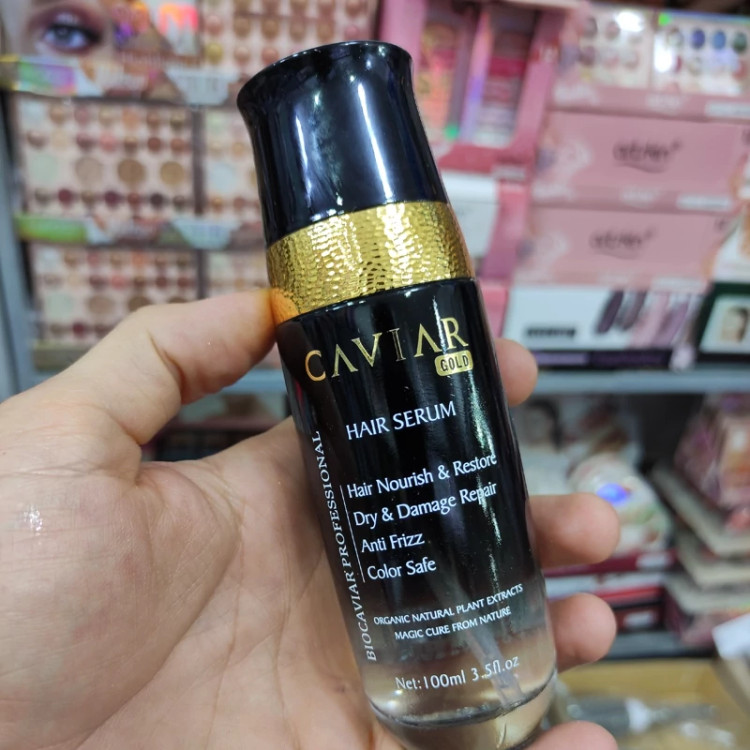 CAVIAR
GOLD
HAIR SERUM
BIOCAVIAR PROFESSIONAL
Hair Nourish & Restore
Dry & Damage Repair
Anti Frizz
Color Safe
ORGANIC NATURAL PLANT EXTRACTS
MAGIC CURE FROM NATURE
Net:100ml 3.5fl.oz